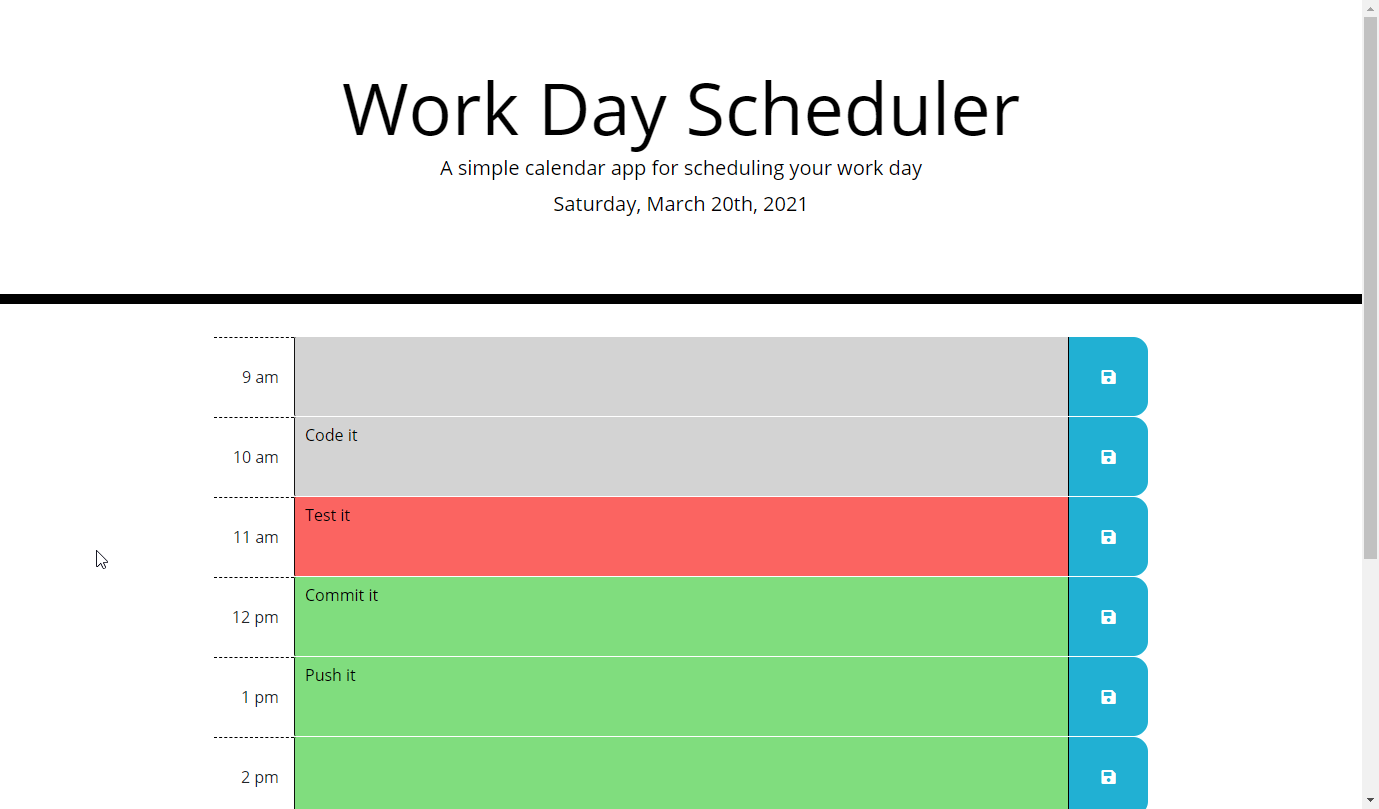 Work Day Scheduler
A simple calendar app for scheduling your work day
Saturday, March 20th, 2021
9 am
10 am
Code it
11 am
Test it
12 pm
Commit it
1 pm
Push it
2 pm